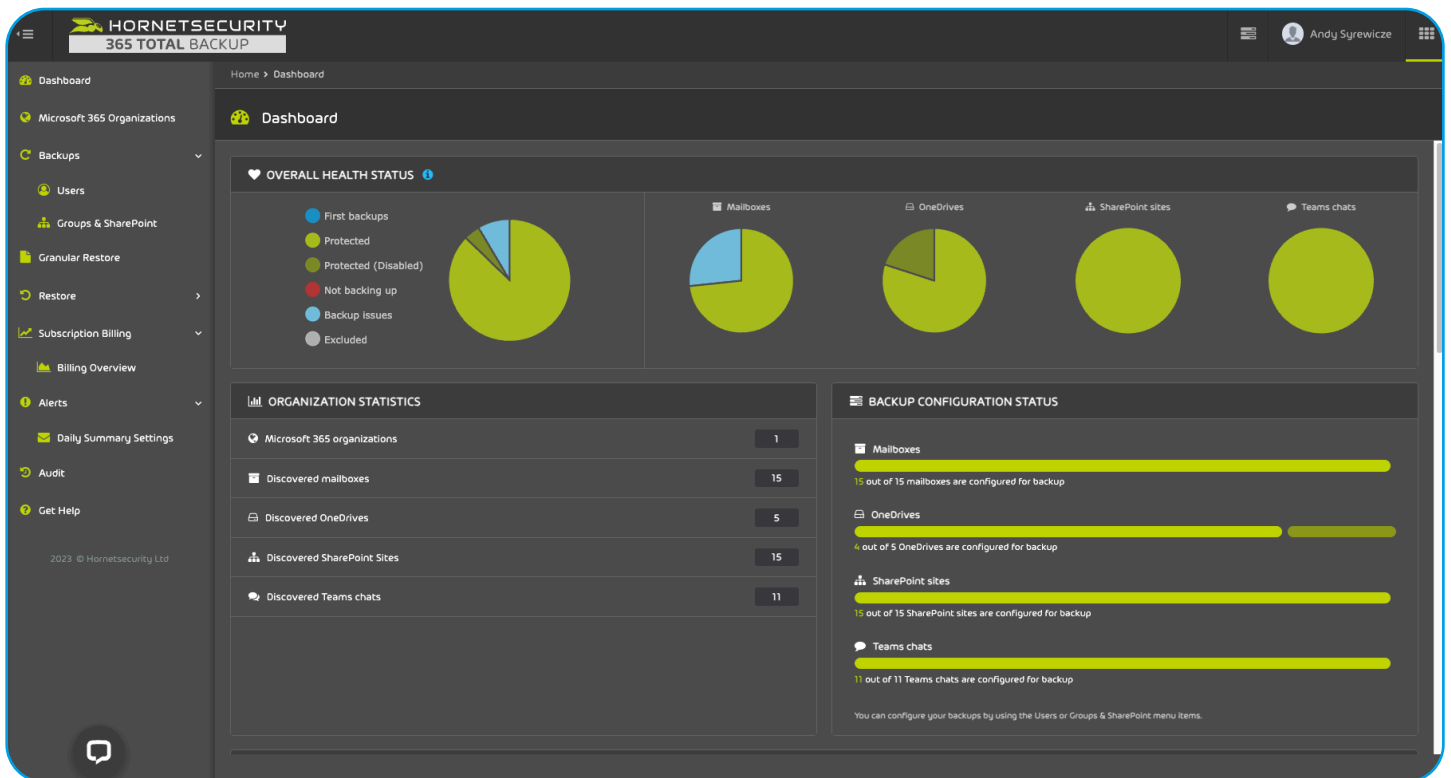 HORNETSECURITY
365 TOTAL BACKUP
Andy Syrewicze
Dashboard
Microsoft 365 Organizations
Backups
Users
Groups & SharePoint
Granular Restore
Restore
Subscription Billing
Billing Overview
Alerts
Daily Summary Settings
Audit
Get Help
2023 © Hornetsecurity Ltd
Home > Dashboard
Dashboard
OVERALL HEALTH STATUS
First backups
Protected
Protected (Disabled)
Not backing up
Backup issues
Excluded
Mailboxes
OneDrives
SharePoint sites
Teams chats
ORGANIZATION STATISTICS
Microsoft 365 organizations 1
Discovered mailboxes 15
Discovered OneDrives 5
Discovered SharePoint Sites 15
Discovered Teams chats 11
BACKUP CONFIGURATION STATUS
Mailboxes
15 out of 15 mailboxes are configured for backup
OneDrives
4 out of 5 OneDrives are configured for backup
SharePoint sites
15 out of 15 SharePoint sites are configured for backup
Teams chats
11 out of 11 Teams chats are configured for backup
You can configure your backups by using the Users or Groups & SharePoint menu items.